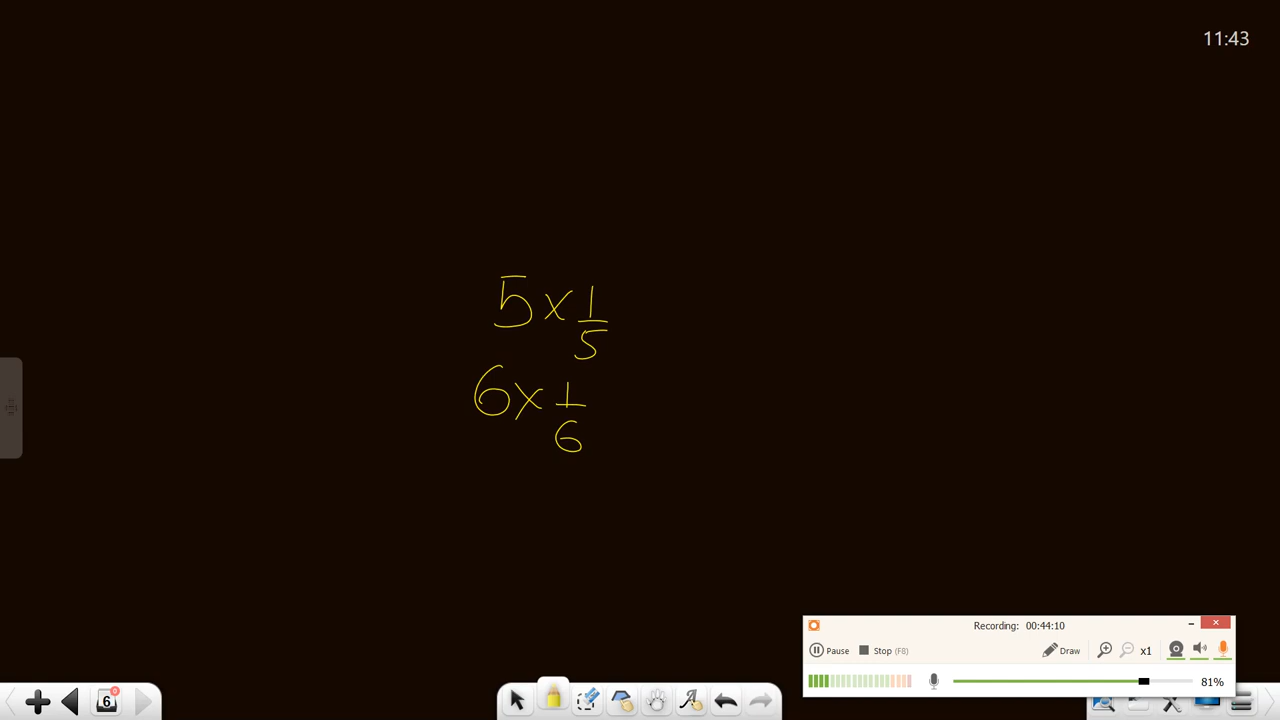 11:43
5 × 1/5
6 × 1/6
Recording: 00:44:10
Pause Stop (F8) Draw x1
81%
6 0